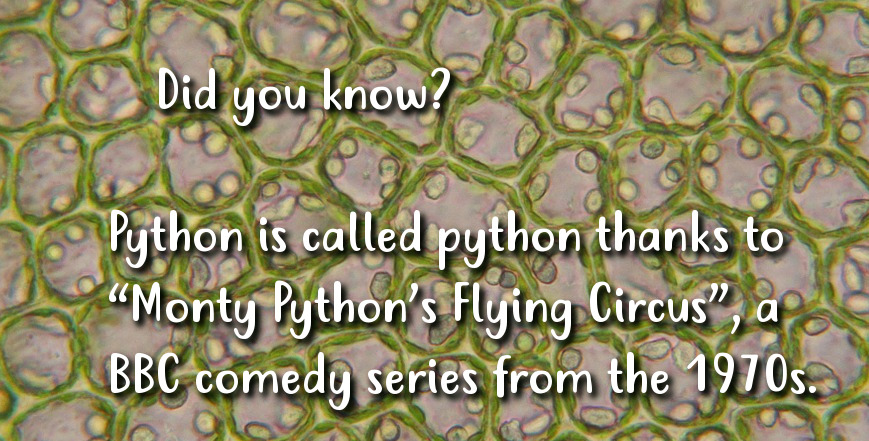 Did you know?
Python is called python thanks to
“Monty Python’s Flying Circus”, a
BBC comedy series from the 1970s.